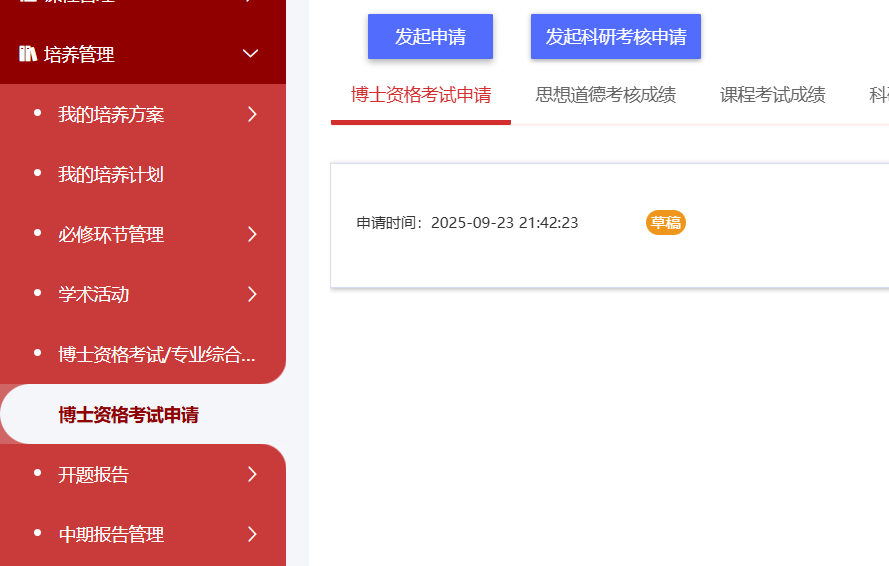 培养管理
我的培养方案
我的培养计划
必修环节管理
学术活动
博士资格考试/专业综合...
博士资格考试申请
开题报告
中期报告管理
发起申请
发起科研考核申请
博士资格考试申请
思想道德考核成绩
课程考试成绩
申请时间：2025-09-23 21:42:23
草稿